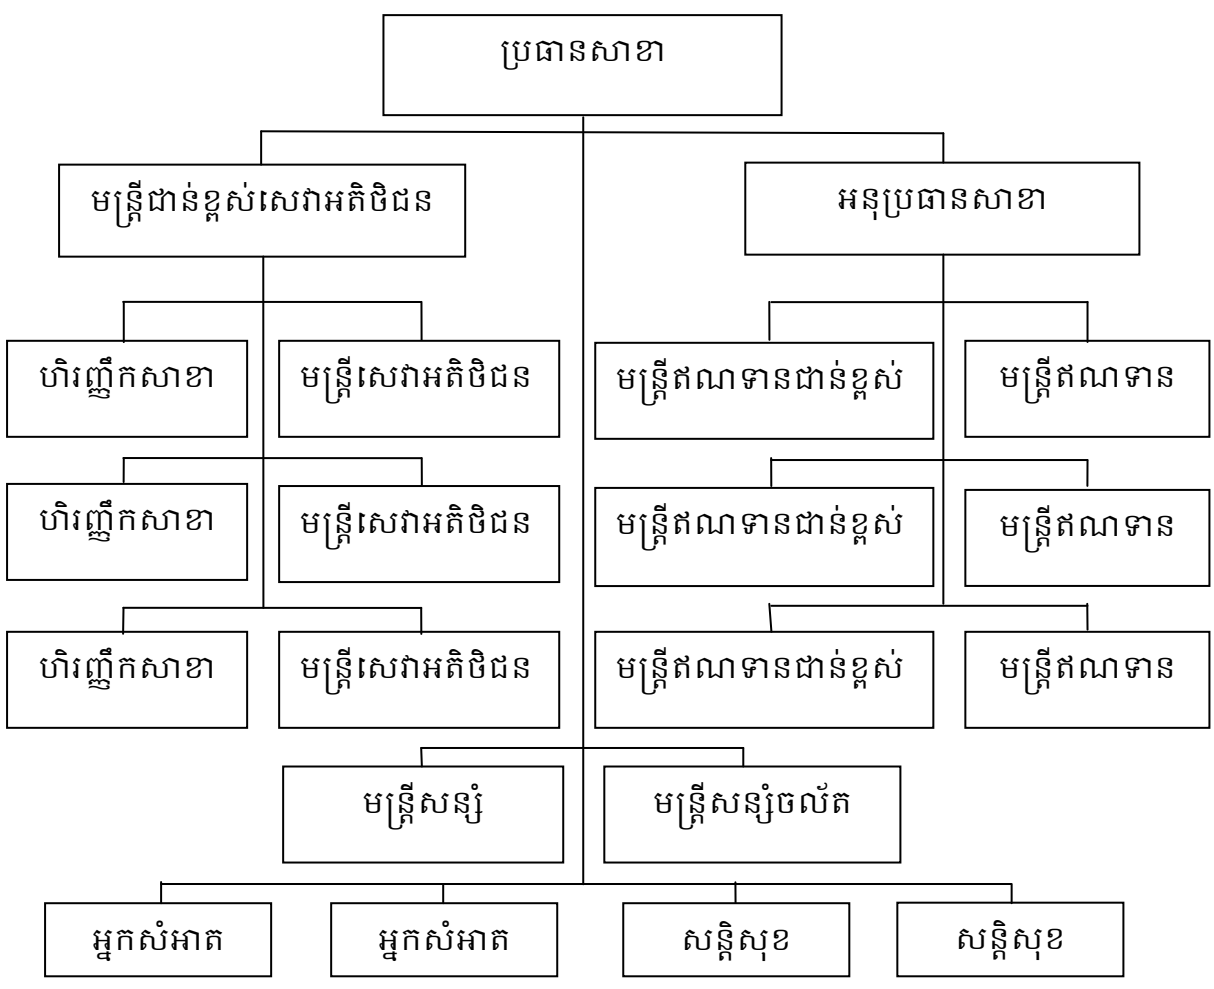 ប្រធានសាខា
មន្ត្រីជាន់ខ្ពស់សេវាអតិថិជន
អនុប្រធានសាខា
ហិរញ្ញឹកសាខា
មន្ត្រីសេវាអតិថិជន
មន្ត្រីឥណទានជាន់ខ្ពស់
មន្ត្រីឥណទាន
ហិរញ្ញឹកសាខា
មន្ត្រីសេវាអតិថិជន
មន្ត្រីឥណទានជាន់ខ្ពស់
មន្ត្រីឥណទាន
ហិរញ្ញឹកសាខា
មន្ត្រីសេវាអតិថិជន
មន្ត្រីឥណទានជាន់ខ្ពស់
មន្ត្រីឥណទាន
មន្ត្រីសន្សំ
មន្ត្រីសន្សំចល័ត
អ្នកសំអាត
អ្នកសំអាត
សន្តិសុខ
សន្តិសុខ